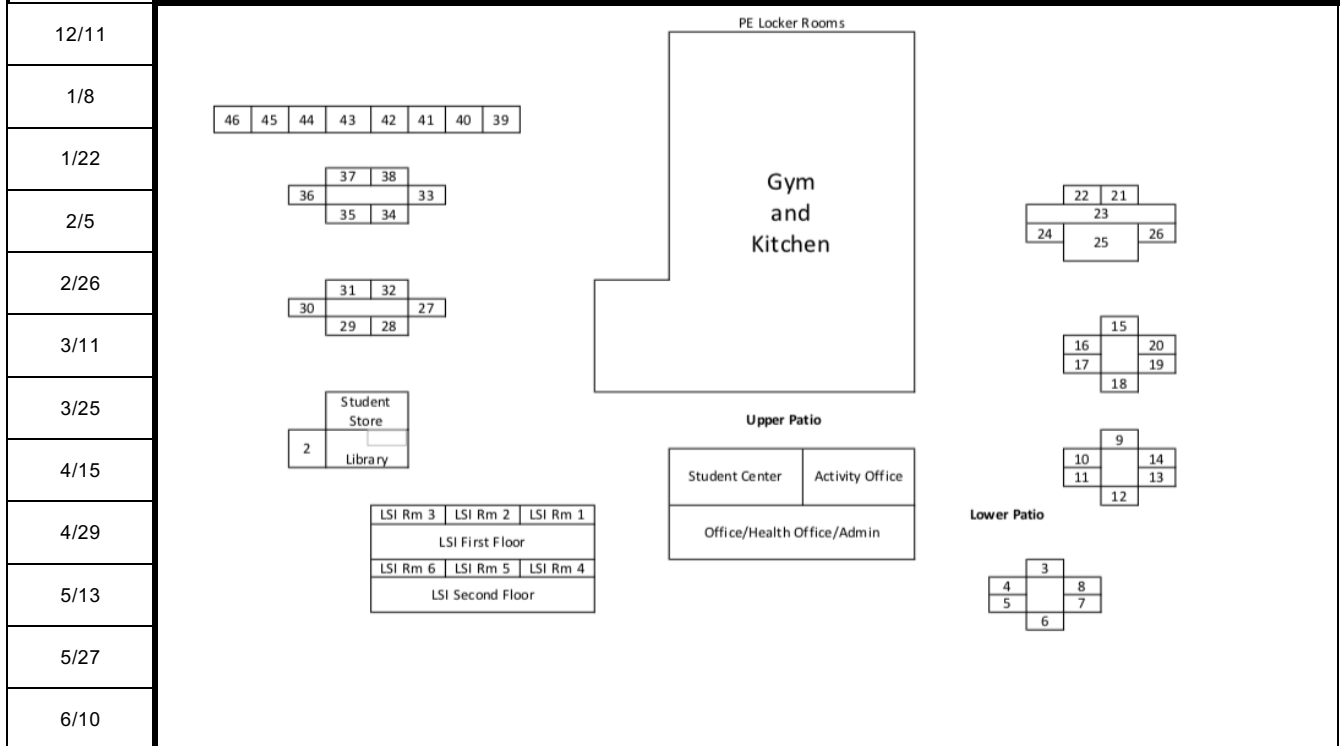 12/11
1/8
1/22
2/5
2/26
3/11
3/25
4/15
4/29
5/13
5/27
6/10
PE Locker Rooms
46 45 44 43 42 41 40 39
37 38
36 33
35 34
Gym
and
Kitchen
22 21
23
24 25 26
31 32
30 27
29 28
15
16 20
17 19
18
Student
Store
2
Library
Upper Patio
Student Center Activity Office
Office/Health Office/Admin
9
10 14
11 13
12
Lower Patio
LSI Rm 3 LSI Rm 2 LSI Rm 1
LSI First Floor
LSI Rm 6 LSI Rm 5 LSI Rm 4
LSI Second Floor
3
4 8
5 7
6